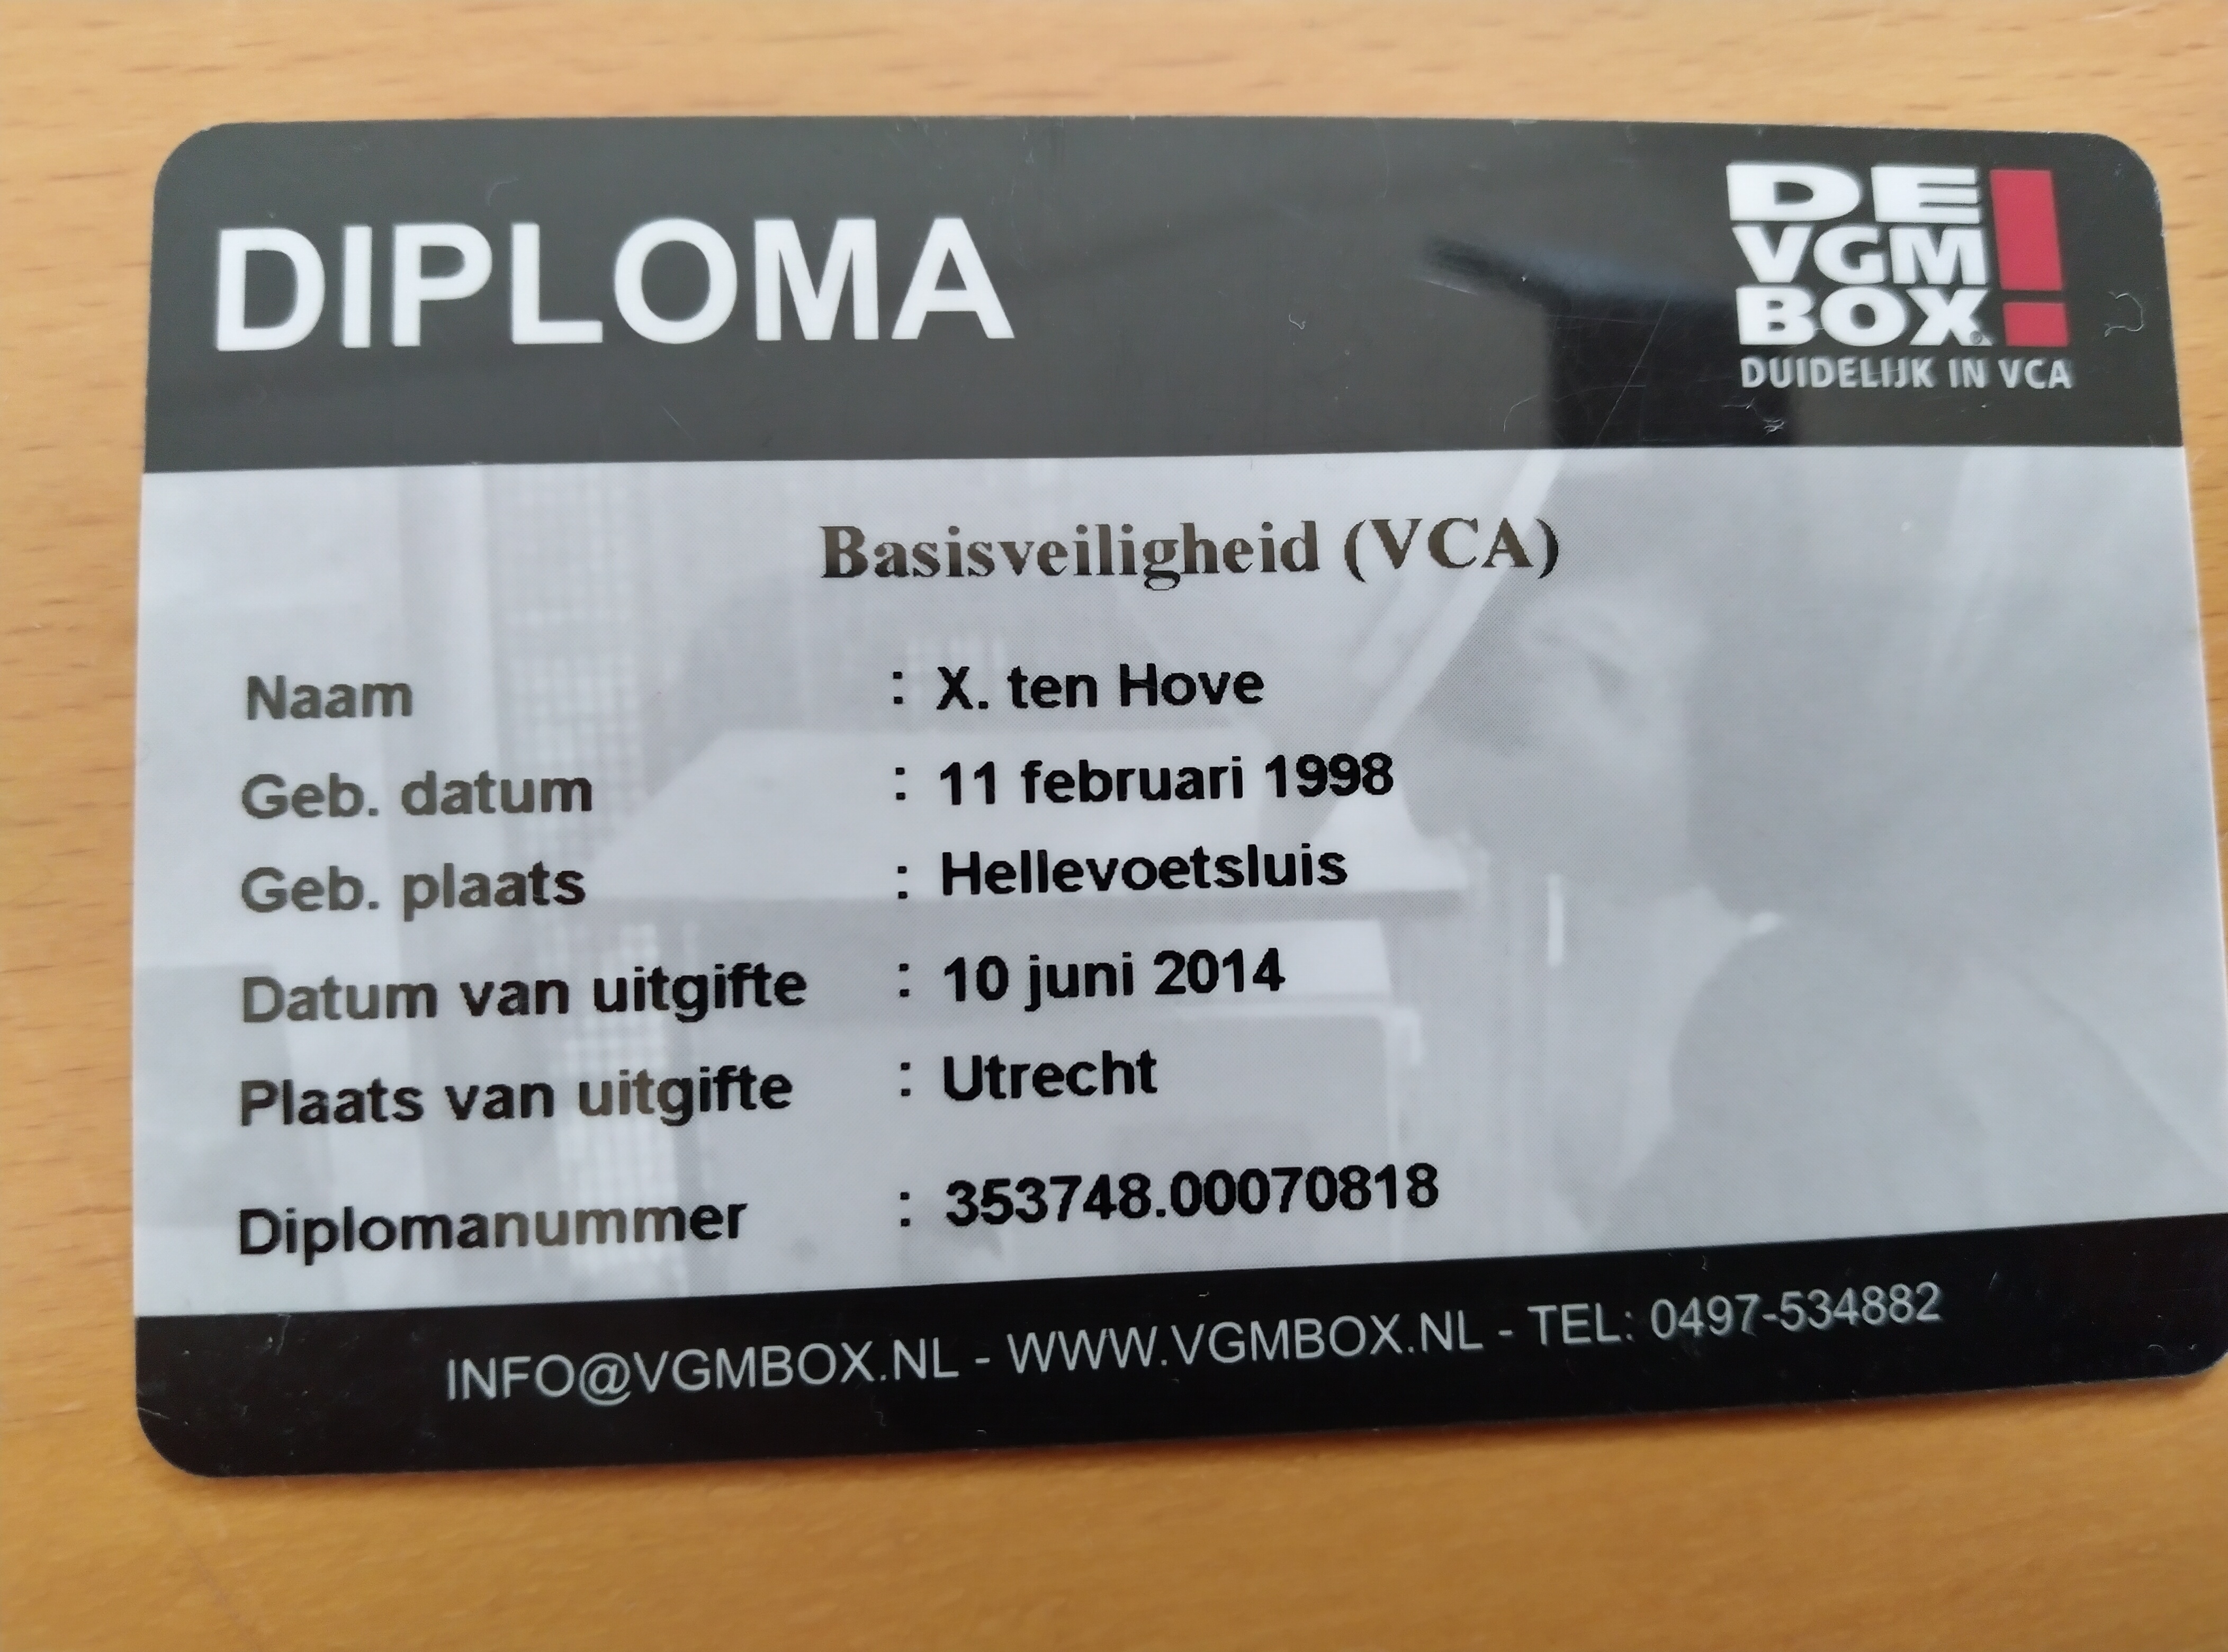 DIPLOMA
DE
VGM
BOX!
DUIDELIJK IN VCA
Basisveiligheid (VCA)
Naam : X. ten Hove
Geb. datum : 11 februari 1998
Geb. plaats : Hellevoetsluis
Datum van uitgifte : 10 juni 2014
Plaats van uitgifte : Utrecht
Diplomanummer : 353748.00070818
INFO@VGMBOX.NL - WWW.VGMBOX.NL - TEL: 0497-534882